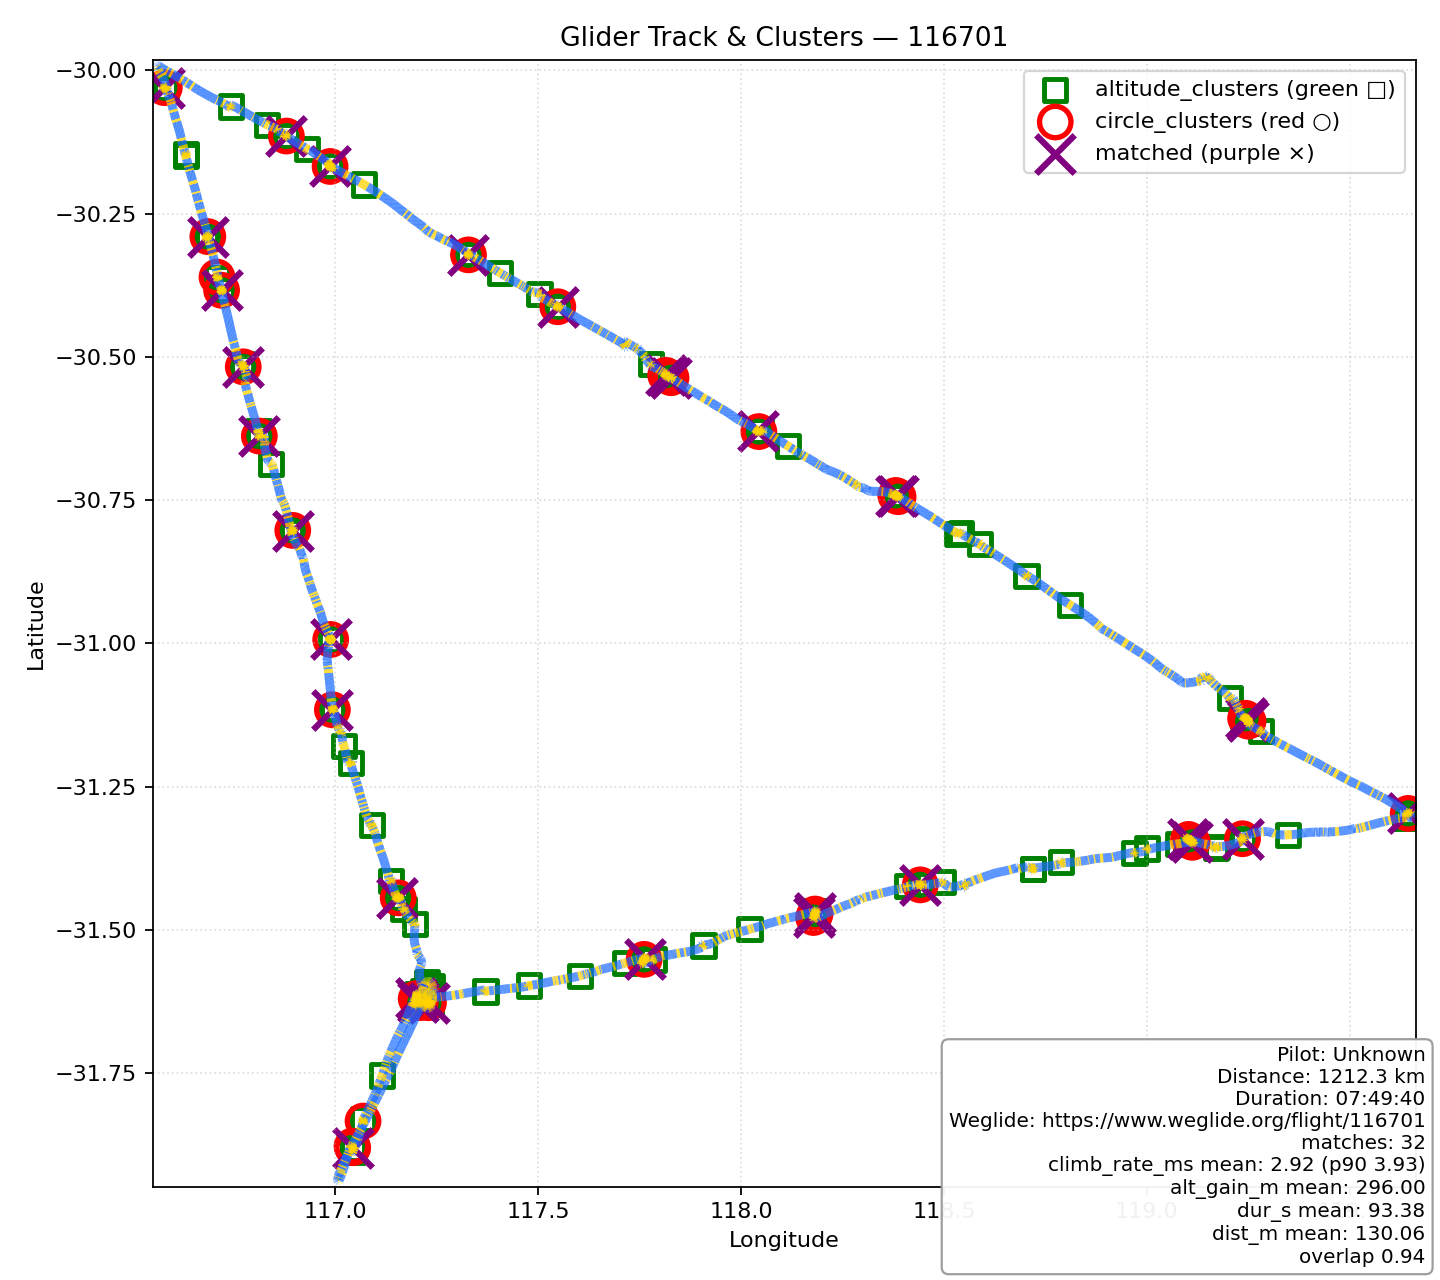 Glider Track & Clusters — 116701
altitude_clusters (green □)
circle_clusters (red ○)
matched (purple ×)
−30.00
−30.25
−30.50
−30.75
−31.00
−31.25
−31.50
−31.75
Latitude
117.0
117.5
118.0
118.5
119.0
Longitude
Pilot: Unknown
Distance: 1212.3 km
Duration: 07:49:40
Weglide: https://www.weglide.org/flight/116701
matches: 32
climb_rate_ms mean: 2.92 (p90 3.93)
alt_gain_m mean: 296.00
dur_s mean: 93.38
dist_m mean: 130.06
overlap 0.94